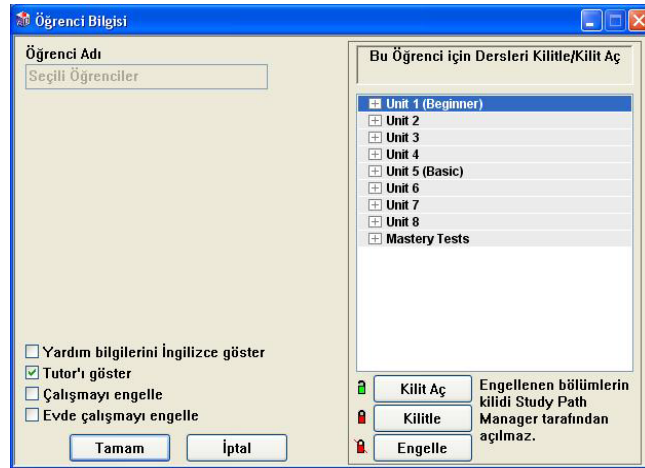 Öğrenci Bilgisi
Öğrenci Adı
Seçili Öğrenciler
Yardım bilgilerini İngilizce göster
Tutor'ı göster
Çalışmayı engelle
Evde çalışmayı engelle
Tamam
İptal
Bu Öğrenci için Dersleri Kilitle/Kilit Aç
Unit 1 (Beginner)
Unit 2
Unit 3
Unit 4
Unit 5 (Basic)
Unit 6
Unit 7
Unit 8
Mastery Tests
Kilit Aç
Kilitle
Engelle
Engellenen bölümlerin
kilidi Study Path
Manager tarafından
açılmaz.